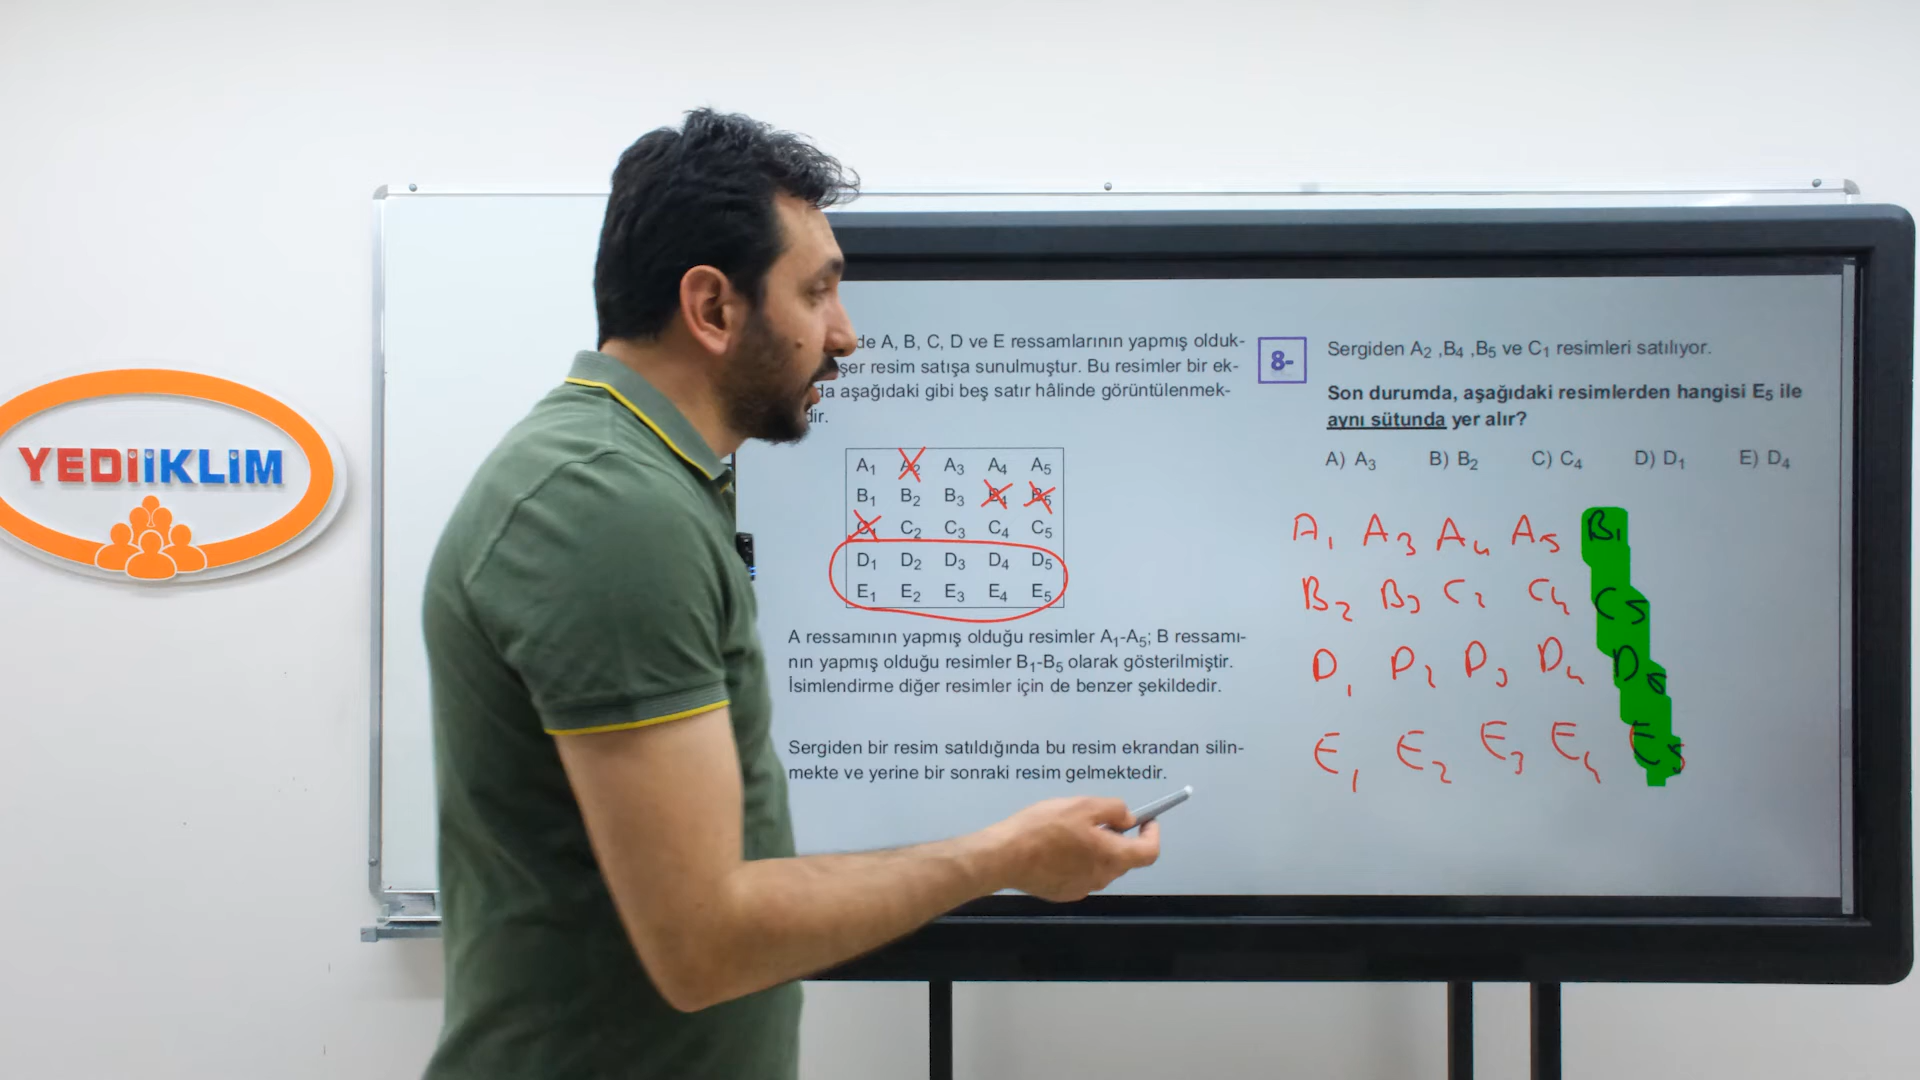 YEDİİKLİM
de A, B, C, D ve E ressamlarının yapmış olduk-
şer resim satışa sunulmuştur. Bu resimler bir ek-
da aşağıdaki gibi beş satır hâlinde görüntülenmek-
dir.
A1 A2 A3 A4 A5
B1 B2 B3 B4 B5
C1 C2 C3 C4 C5
D1 D2 D3 D4 D5
E1 E2 E3 E4 E5
A ressamının yapmış olduğu resimler A1-A5; B ressamı-
nın yapmış olduğu resimler B1-B5 olarak gösterilmiştir.
İsimlendirme diğer resimler için de benzer şekildedir.
Sergiden bir resim satıldığında bu resim ekrandan silin-
mekte ve yerine bir sonraki resim gelmektedir.
8-
Sergiden A2 ,B4 ,B5 ve C1 resimleri satılıyor.
Son durumda, aşağıdaki resimlerden hangisi E5 ile
aynı sütunda yer alır?
A) A3 B) B2 C) C4 D) D1 E) D4
A1 A3 A4 A5 B1
B2 B3 C2 C4 C5
D1 D2 D3 D4 D5
E1 E2 E3 E4 E5